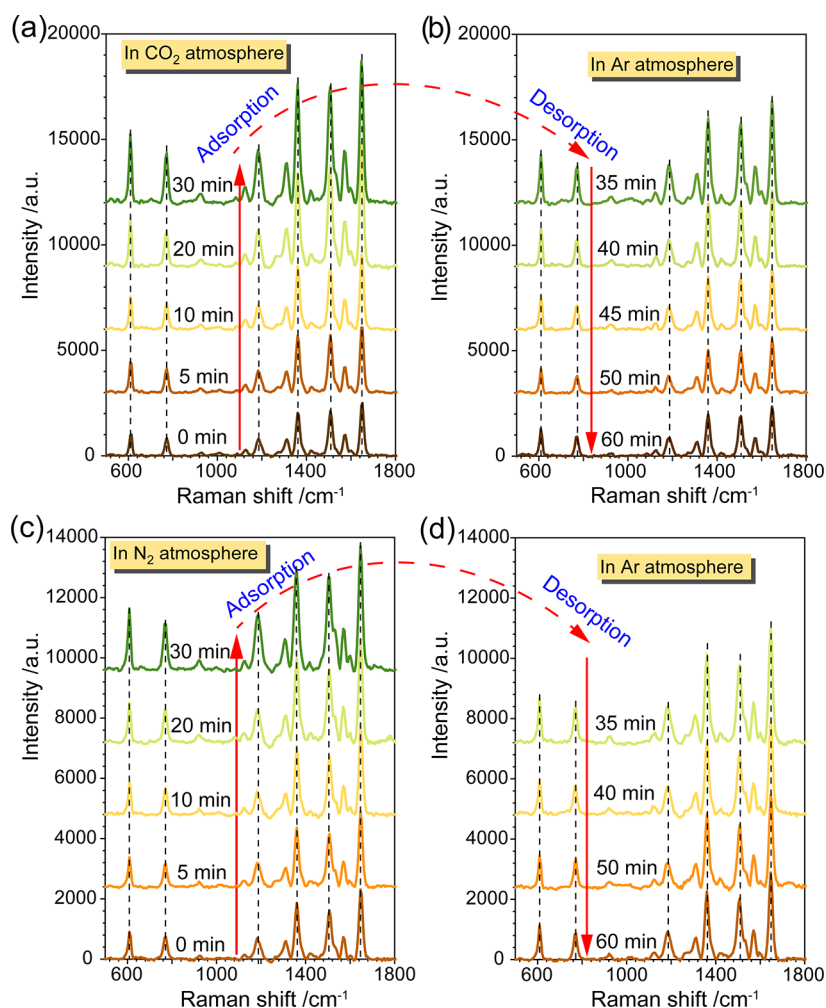 (a)
In CO₂ atmosphere
Adsorption
30 min
20 min
10 min
5 min
0 min
20000
15000
10000
5000
0
600
1000
1400
1800
Intensity /a.u.
Raman shift /cm⁻¹
(b)
In Ar atmosphere
Desorption
35 min
40 min
45 min
50 min
60 min
20000
15000
10000
5000
0
600
1000
1400
1800
Intensity /a.u.
Raman shift /cm⁻¹
(c)
In N₂ atmosphere
Adsorption
30 min
20 min
10 min
5 min
0 min
14000
12000
10000
8000
6000
4000
2000
0
600
1000
1400
1800
Intensity /a.u.
Raman shift /cm⁻¹
(d)
In Ar atmosphere
Desorption
35 min
40 min
50 min
60 min
14000
12000
10000
8000
6000
4000
2000
0
600
1000
1400
1800
Intensity /a.u.
Raman shift /cm⁻¹